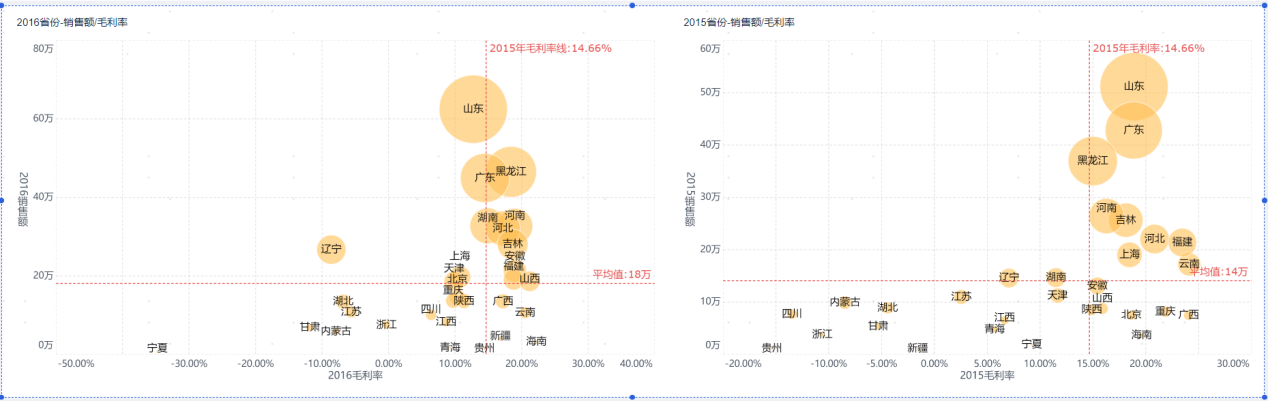 2016省份-销售额/毛利率
80万
60万
40万
20万
0万
2016销售额
2015年毛利率线:14.66%
平均值:18万
山东
黑龙江
广东
湖南
河南
河北
吉林
辽宁
上海
安徽
天津
福建
北京
山西
重庆
湖北
陕西
广西
江苏
四川
云南
江西
浙江
甘肃
内蒙古
新疆
海南
宁夏
青海
贵州
-50.00%
-30.00%
-20.00%
-10.00%
0.00%
10.00%
20.00%
30.00%
40.00%
2016毛利率
2015省份-销售额/毛利率
60万
50万
40万
30万
20万
10万
0万
2015销售额
2015年毛利率:14.66%
平均值:14万
山东
广东
黑龙江
河南
吉林
河北
福建
上海
云南
辽宁
湖南
安徽
江苏
天津
山西
内蒙古
湖北
陕西
重庆
四川
北京
广西
江西
甘肃
青海
浙江
海南
宁夏
贵州
新疆
-20.00%
-10.00%
-5.00%
0.00%
5.00%
10.00%
15.00%
20.00%
30.00%
2015毛利率